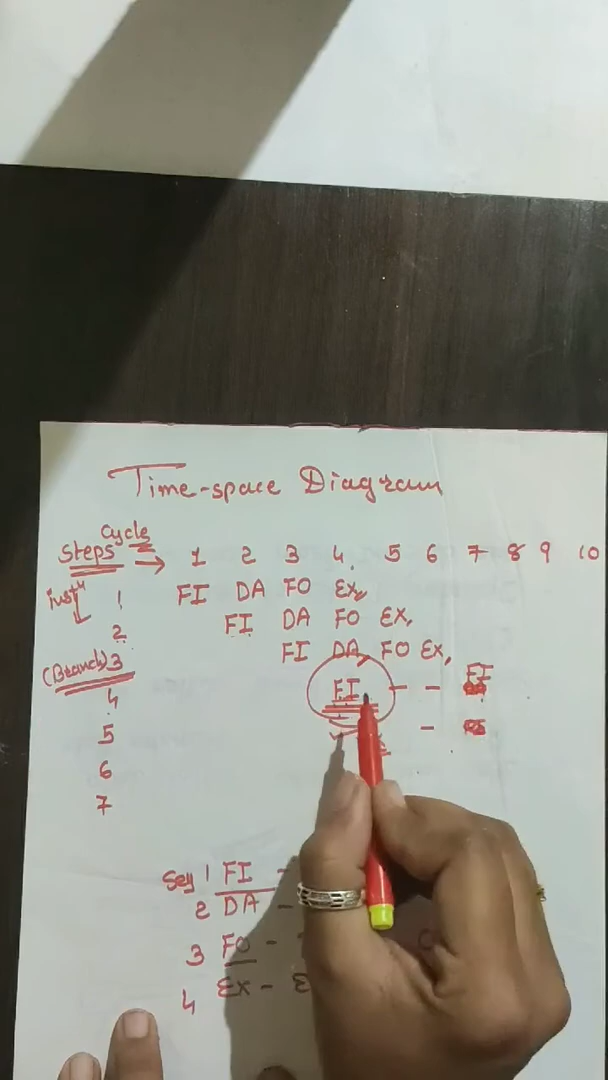 Time-space Diagram
Cycle
Steps → 1 2 3 4 5 6 7 8 9 10
1 FI DA FO EX,
2 FI DA FO EX,
(Branch) 3 FI DA, FO EX,
4 FI - - FI
5 -
6
7
Seg 1 FI -
2 DA -
3 FO -
4 EX - E